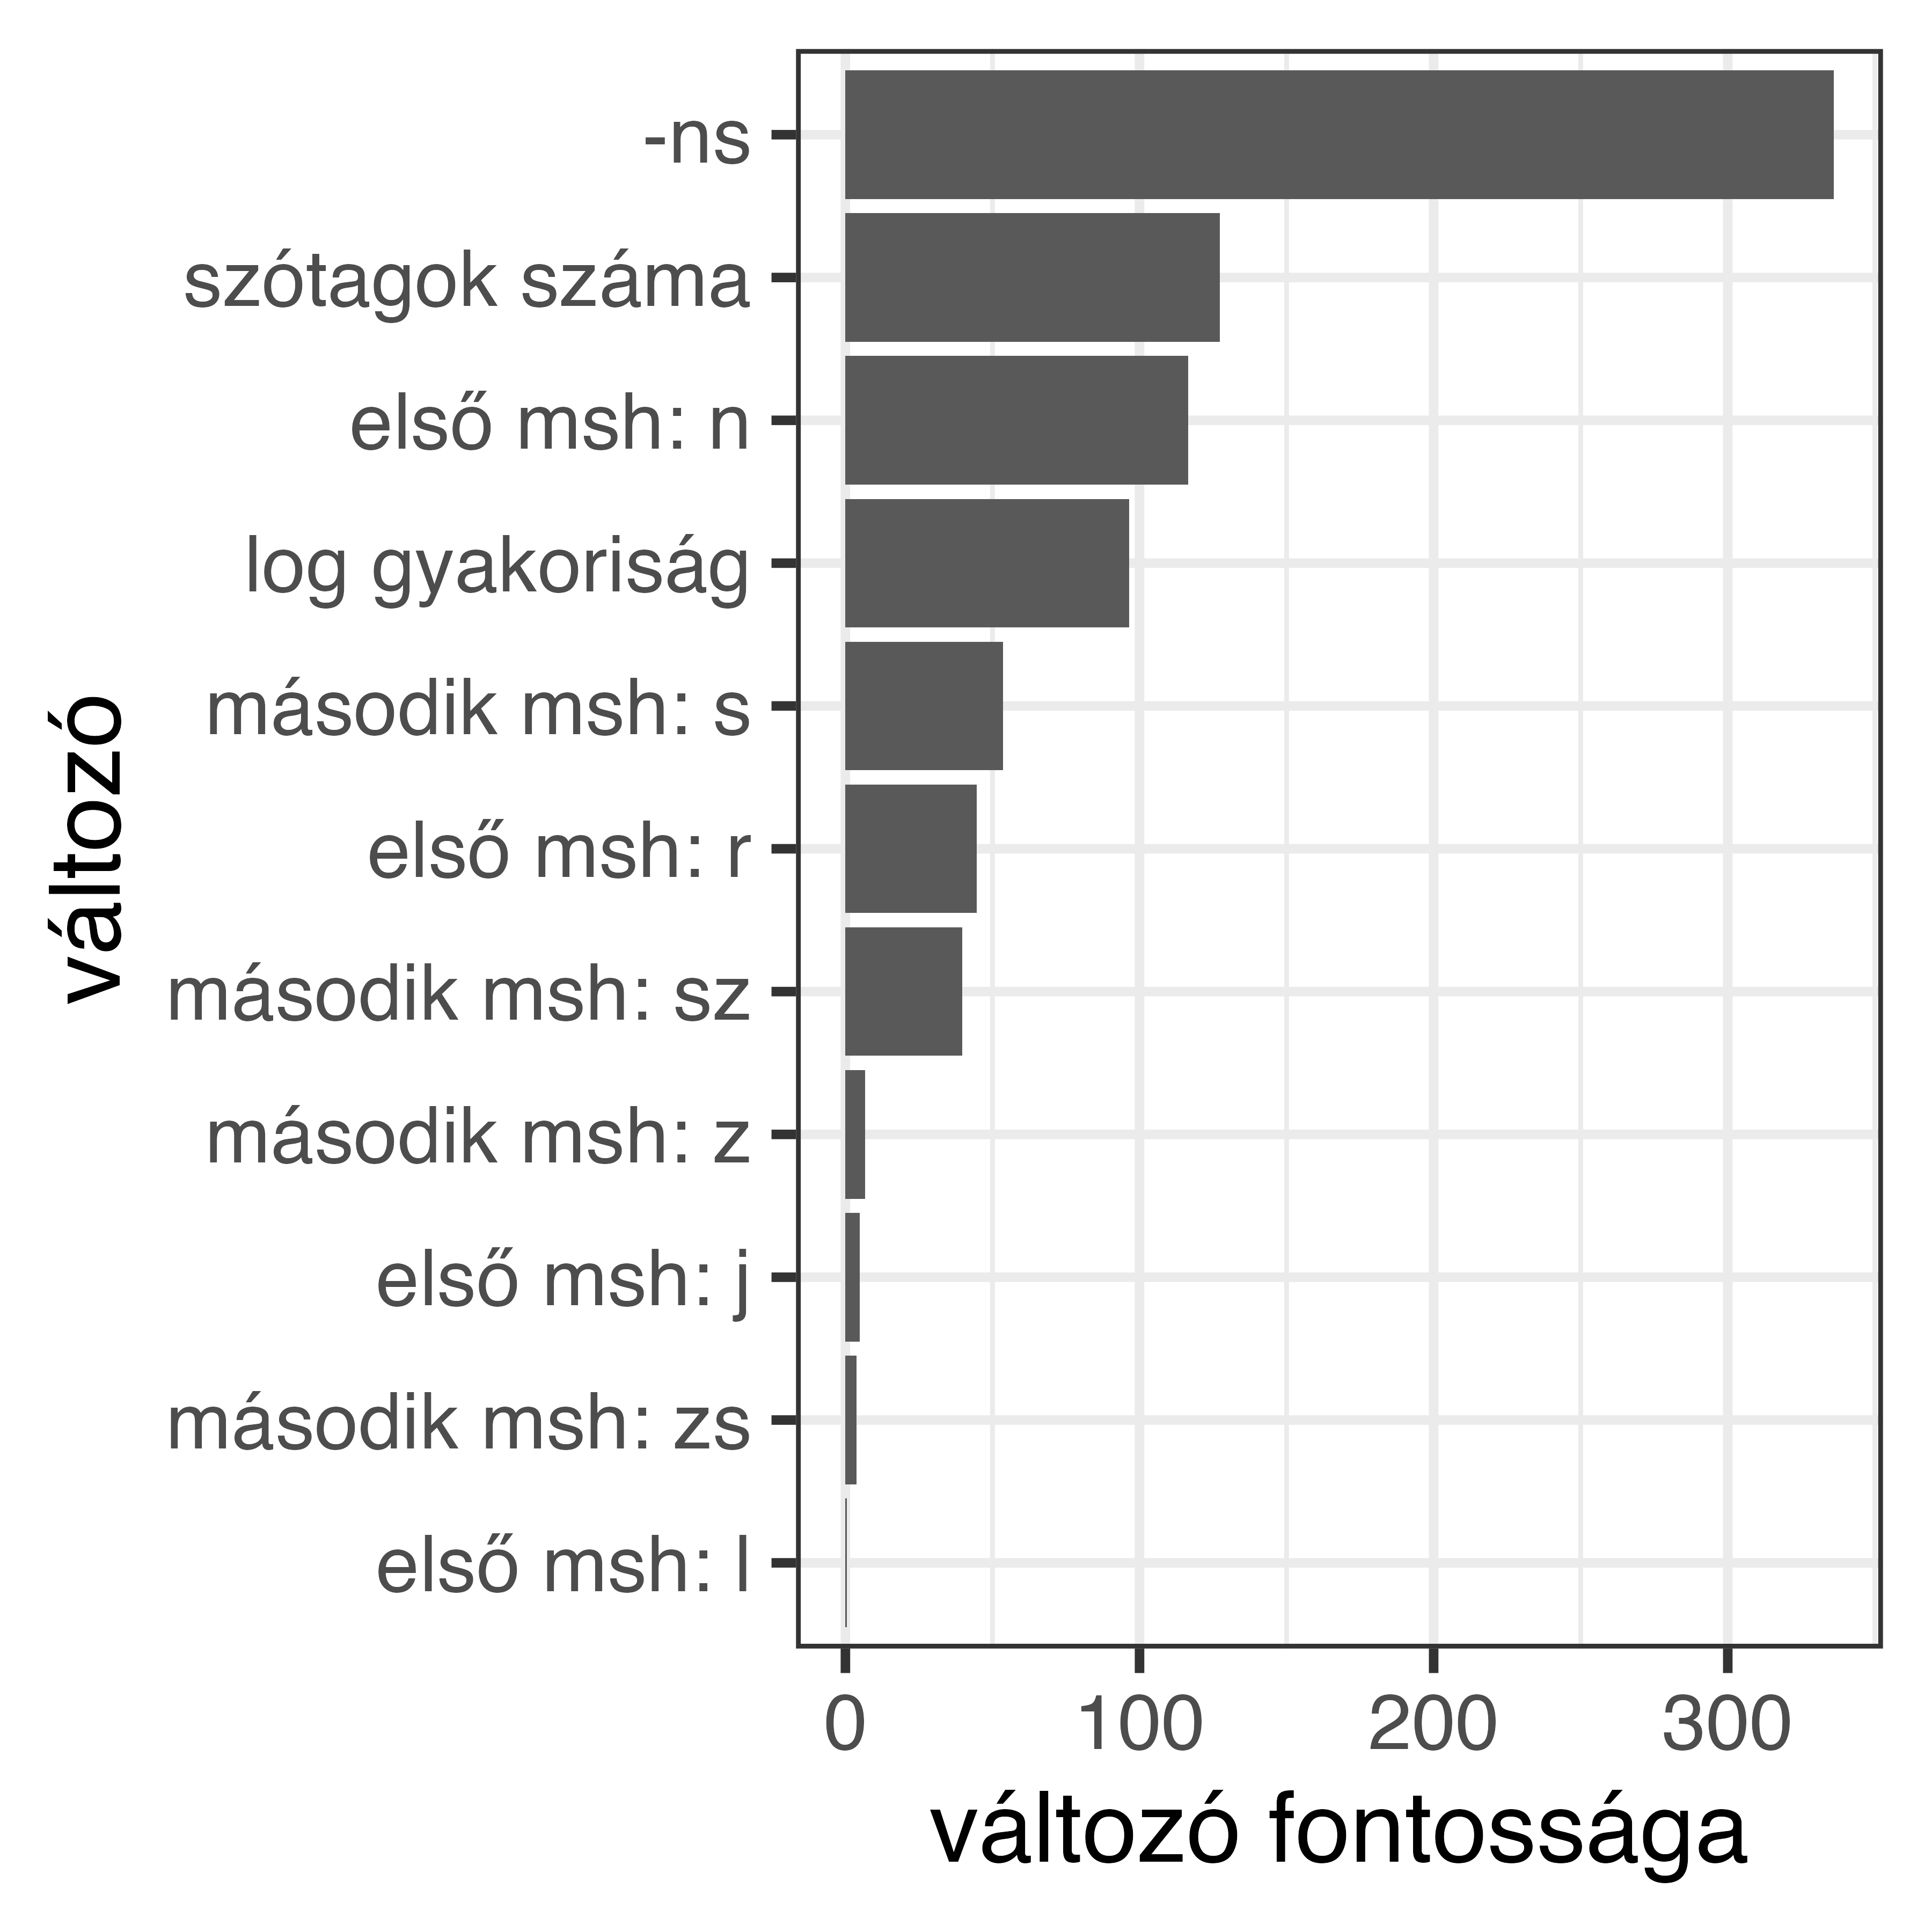 -ns
szótagok száma
első msh: n
log gyakoriság
második msh: s
első msh: r
második msh: sz
második msh: z
első msh: j
második msh: zs
első msh: l
változó
0 100 200 300
változó fontossága